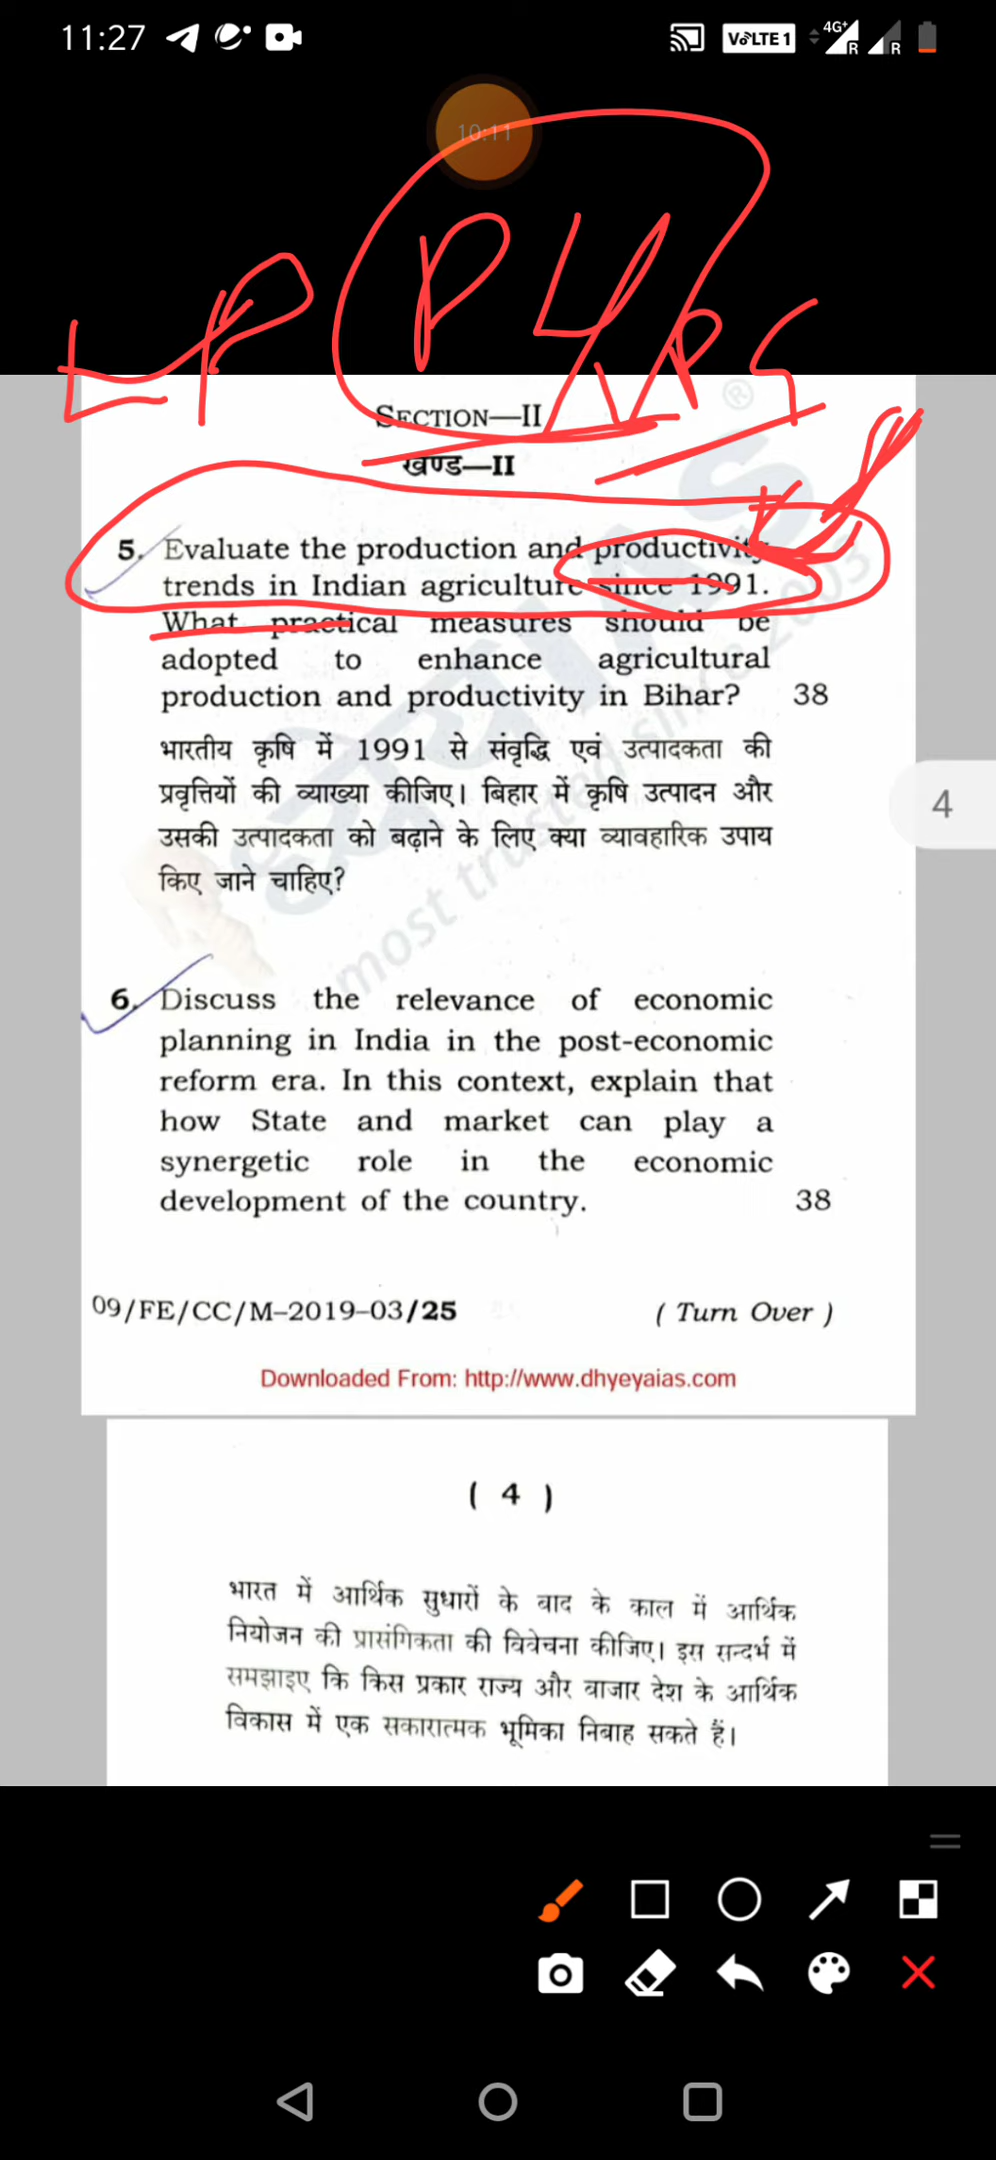 11:27
VoLTE 1
4G+
R
R
10:11
SECTION—II
खण्ड—II
5. Evaluate the production and productivity
trends in Indian agriculture since 1991.
What practical measures should be
adopted to enhance agricultural
production and productivity in Bihar? 38
भारतीय कृषि में 1991 से संवृद्धि एवं उत्पादकता की
प्रवृत्तियों की व्याख्या कीजिए। बिहार में कृषि उत्पादन और
उसकी उत्पादकता को बढ़ाने के लिए क्या व्यावहारिक उपाय
किए जाने चाहिए?
4
6. Discuss the relevance of economic
planning in India in the post-economic
reform era. In this context, explain that
how State and market can play a
synergetic role in the economic
development of the country. 38
09/FE/CC/M–2019–03/25 ( Turn Over )
Downloaded From: http://www.dhyeyaias.com
( 4 )
भारत में आर्थिक सुधारों के बाद के काल में आर्थिक
नियोजन की प्रासंगिकता की विवेचना कीजिए। इस सन्दर्भ में
समझाइए कि किस प्रकार राज्य और बाजार देश के आर्थिक
विकास में एक सकारात्मक भूमिका निबाह सकते हैं।